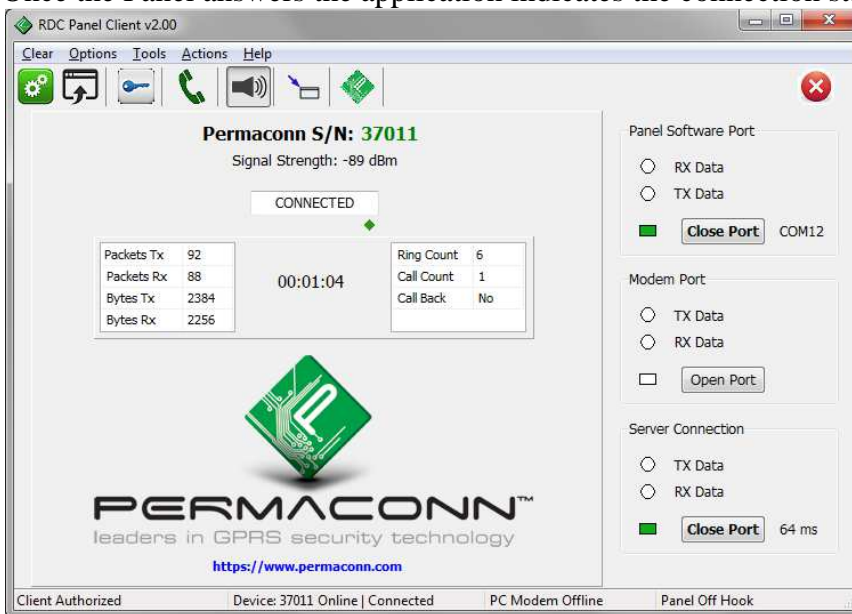 Once the Panel answers the application indicates the connection
RDC Panel Client v2.00
Clear Options Tools Actions Help
Permaconn S/N: 37011
Signal Strength: -89 dBm
CONNECTED
Packets Tx 92
Packets Rx 88
Bytes Tx 2384
Bytes Rx 2256
00:01:04
Ring Count 6
Call Count 1
Call Back No
PERMACONN™
leaders in GPRS security technology
https://www.permaconn.com
Panel Software Port
RX Data
TX Data
Close Port COM12
Modem Port
TX Data
RX Data
Open Port
Server Connection
TX Data
RX Data
Close Port 64 ms
Client Authorized Device: 37011 Online | Connected PC Modem Offline Panel Off Hook